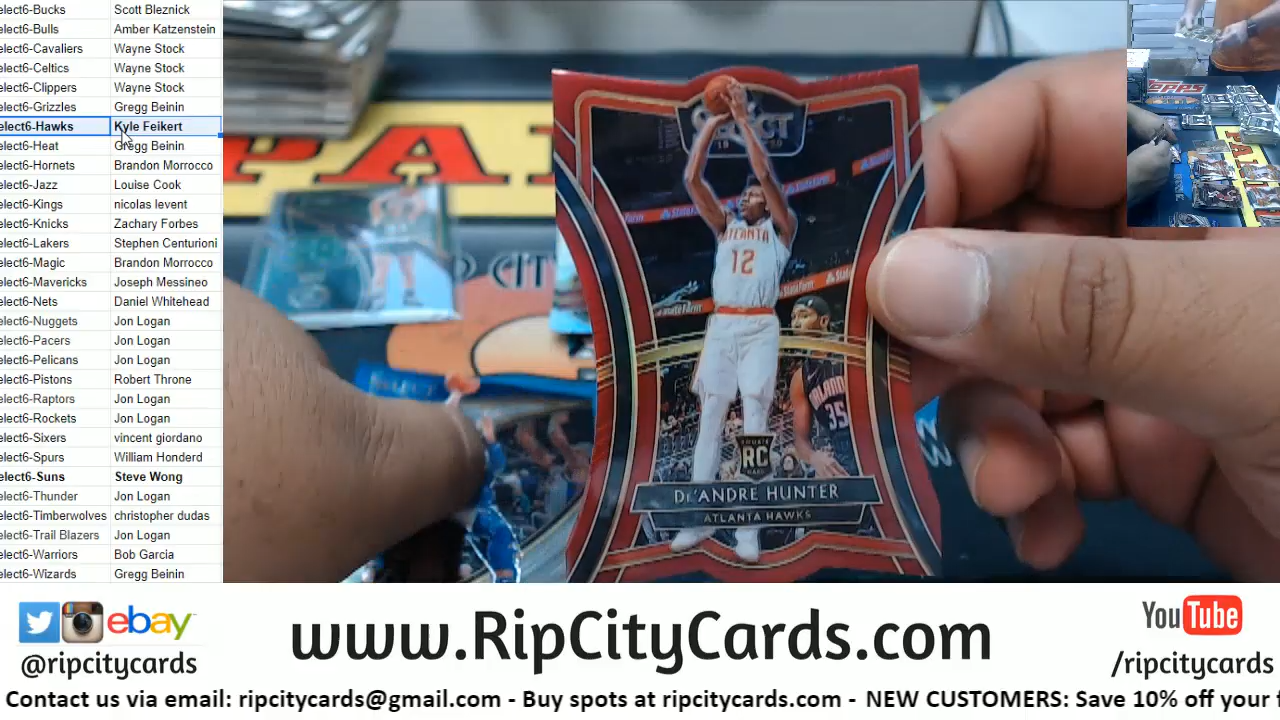 elect6-Bucks Scott Bleznick
elect6-Bulls Amber Katzenstein
elect6-Cavaliers Wayne Stock
elect6-Celtics Wayne Stock
elect6-Clippers Wayne Stock
elect6-Grizzles Gregg Beinin
elect6-Hawks Kyle Feikert
elect6-Heat Gregg Beinin
elect6-Hornets Brandon Morrocco
elect6-Jazz Louise Cook
elect6-Kings nicolas levent
elect6-Knicks Zachary Forbes
elect6-Lakers Stephen Centurioni
elect6-Magic Brandon Morrocco
elect6-Mavericks Joseph Messineo
elect6-Nets Daniel Whitehead
elect6-Nuggets Jon Logan
elect6-Pacers Jon Logan
elect6-Pelicans Jon Logan
elect6-Pistons Robert Throne
elect6-Raptors Jon Logan
elect6-Rockets Jon Logan
elect6-Sixers vincent giordano
elect6-Spurs William Honderd
elect6-Suns Steve Wong
elect6-Thunder Jon Logan
elect6-Timberwolves christopher dudas
elect6-Trail Blazers Jon Logan
elect6-Warriors Bob Garcia
elect6-Wizards Gregg Beinin
SELECT
ATLANTA
12
State Farm
ORLANDO
35
ROOKIE
RC
DE'ANDRE HUNTER
ATLANTA HAWKS
P CIT
topps
ebay
@ripcitycards
www.RipCityCards.com
YouTube
/ripcitycards
Contact us via email: ripcitycards@gmail.com - Buy spots at ripcitycards.com - NEW CUSTOMERS: Save 10% off your